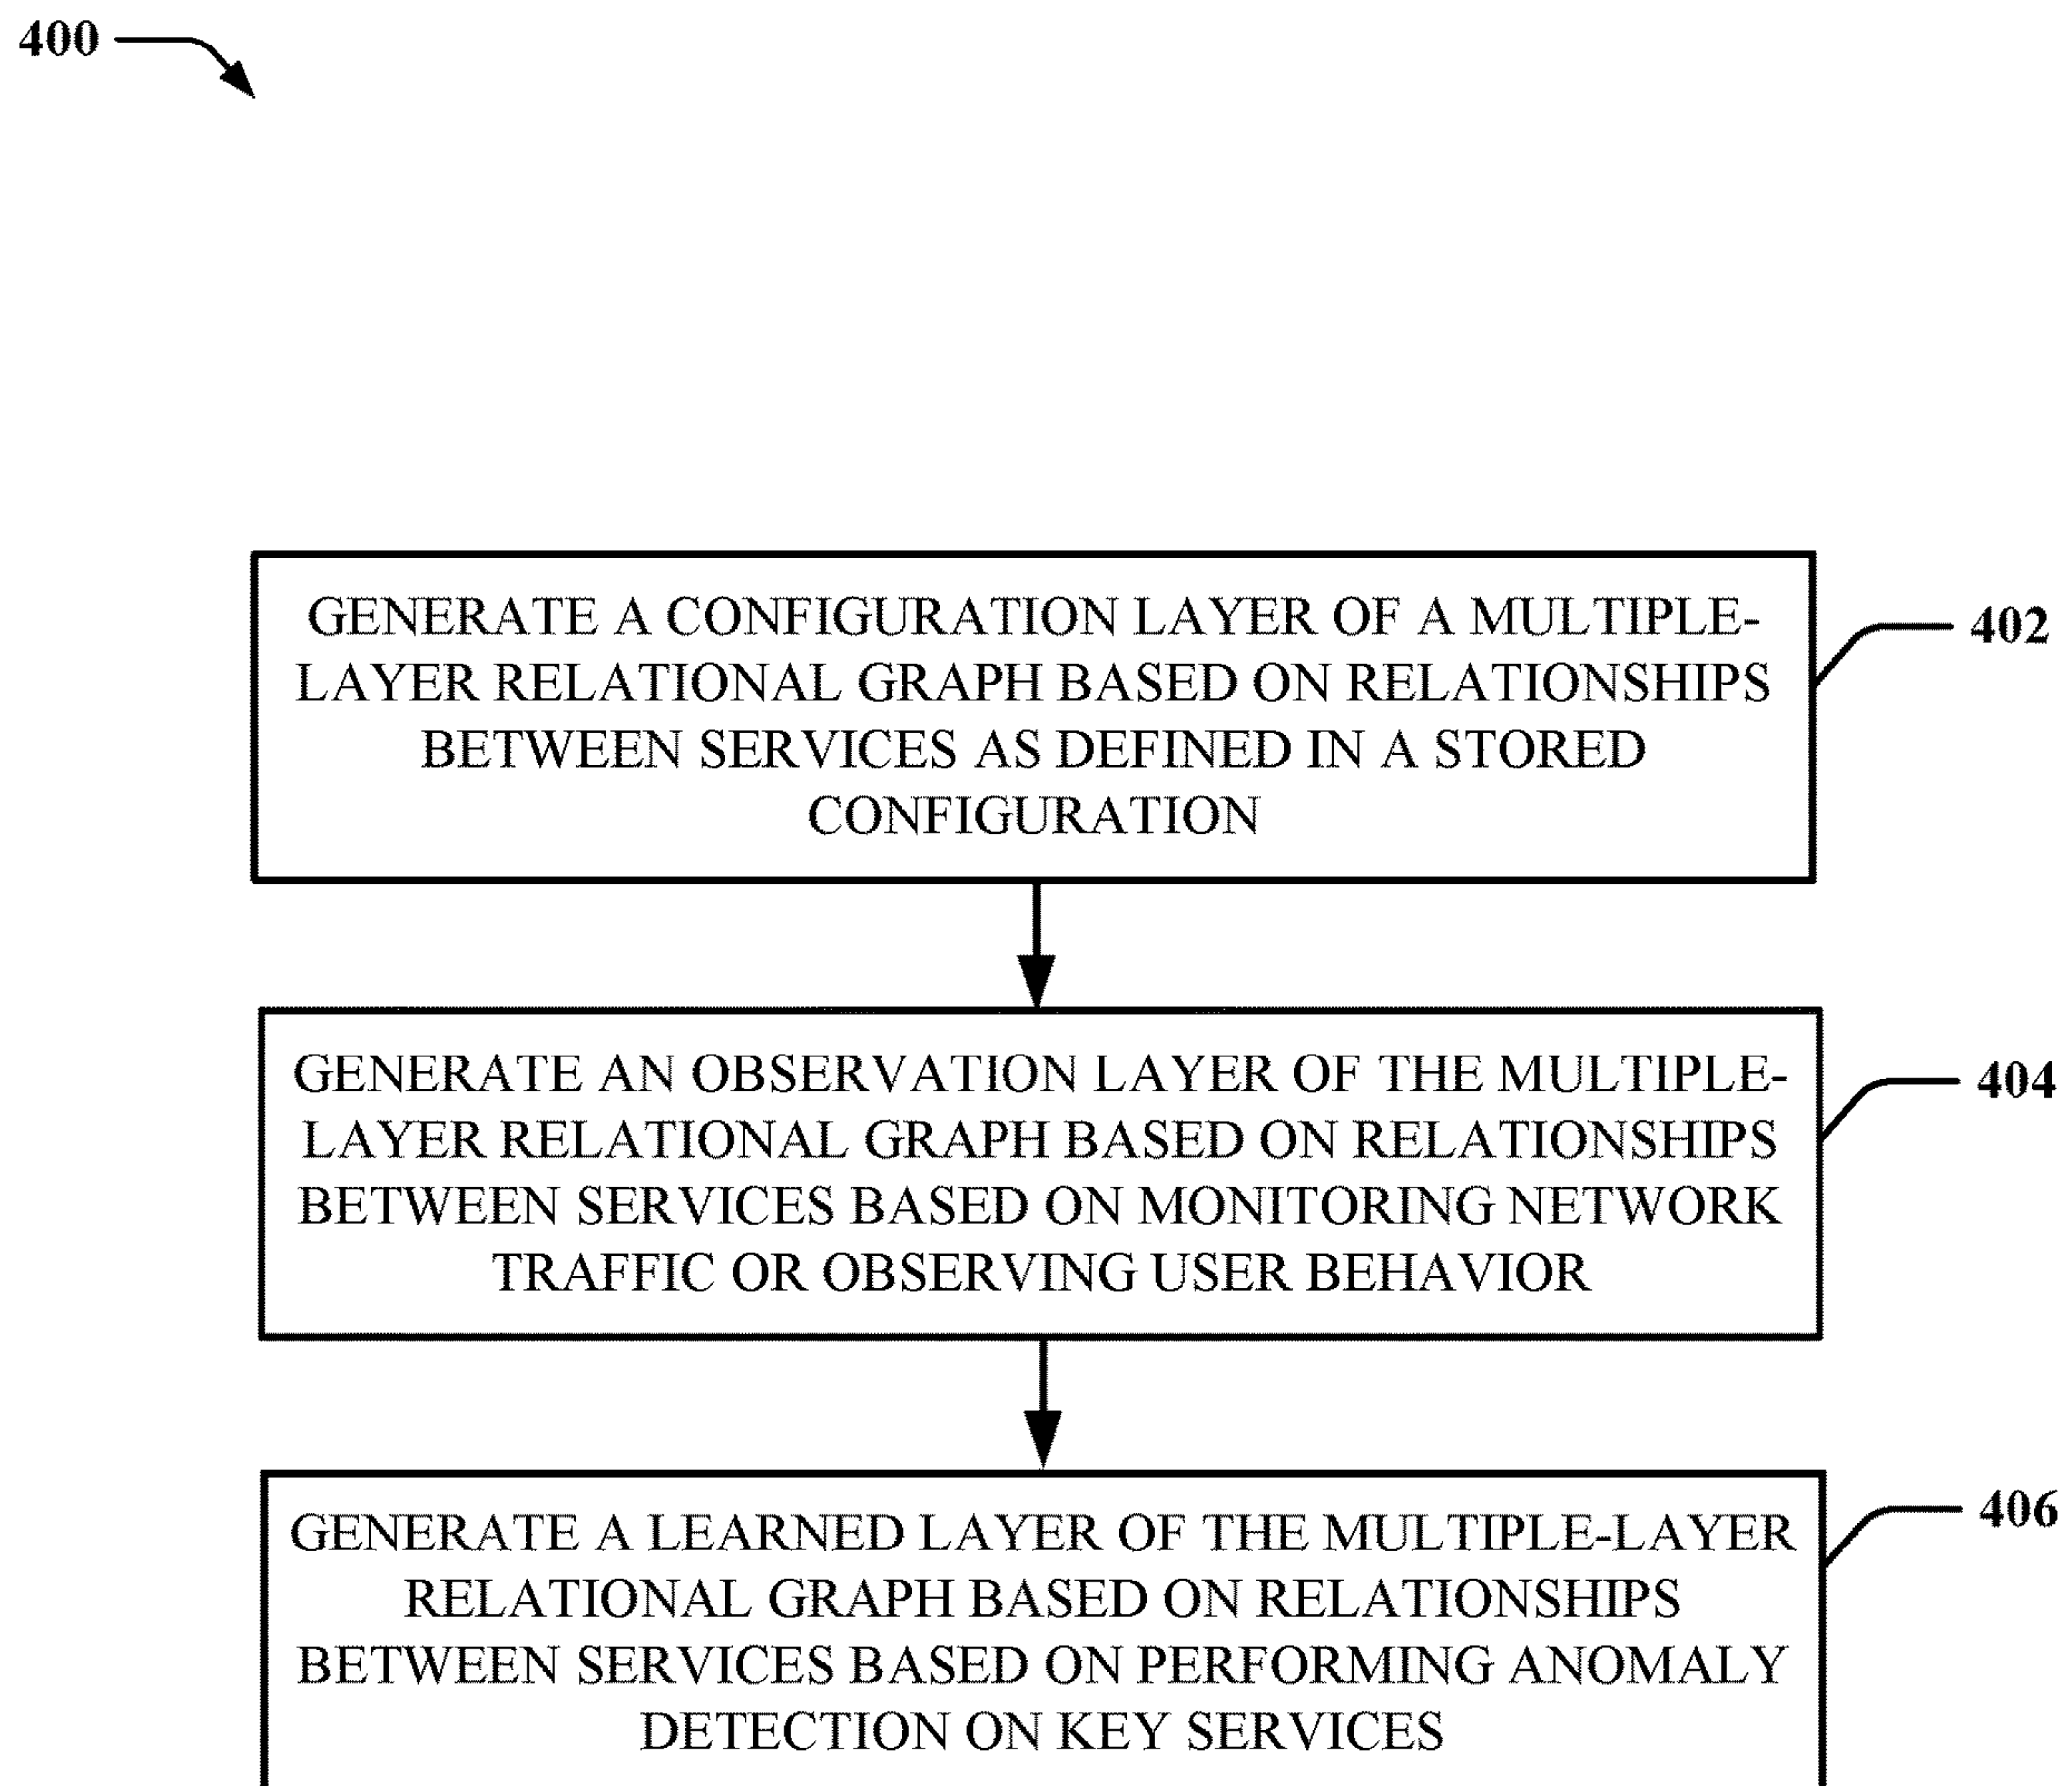 400
GENERATE A CONFIGURATION LAYER OF A MULTIPLE-
LAYER RELATIONAL GRAPH BASED ON RELATIONSHIPS
BETWEEN SERVICES AS DEFINED IN A STORED
CONFIGURATION
402
GENERATE AN OBSERVATION LAYER OF THE MULTIPLE-
LAYER RELATIONAL GRAPH BASED ON RELATIONSHIPS
BETWEEN SERVICES BASED ON MONITORING NETWORK
TRAFFIC OR OBSERVING USER BEHAVIOR
404
GENERATE A LEARNED LAYER OF THE MULTIPLE-LAYER
RELATIONAL GRAPH BASED ON RELATIONSHIPS
BETWEEN SERVICES BASED ON PERFORMING ANOMALY
DETECTION ON KEY SERVICES
406